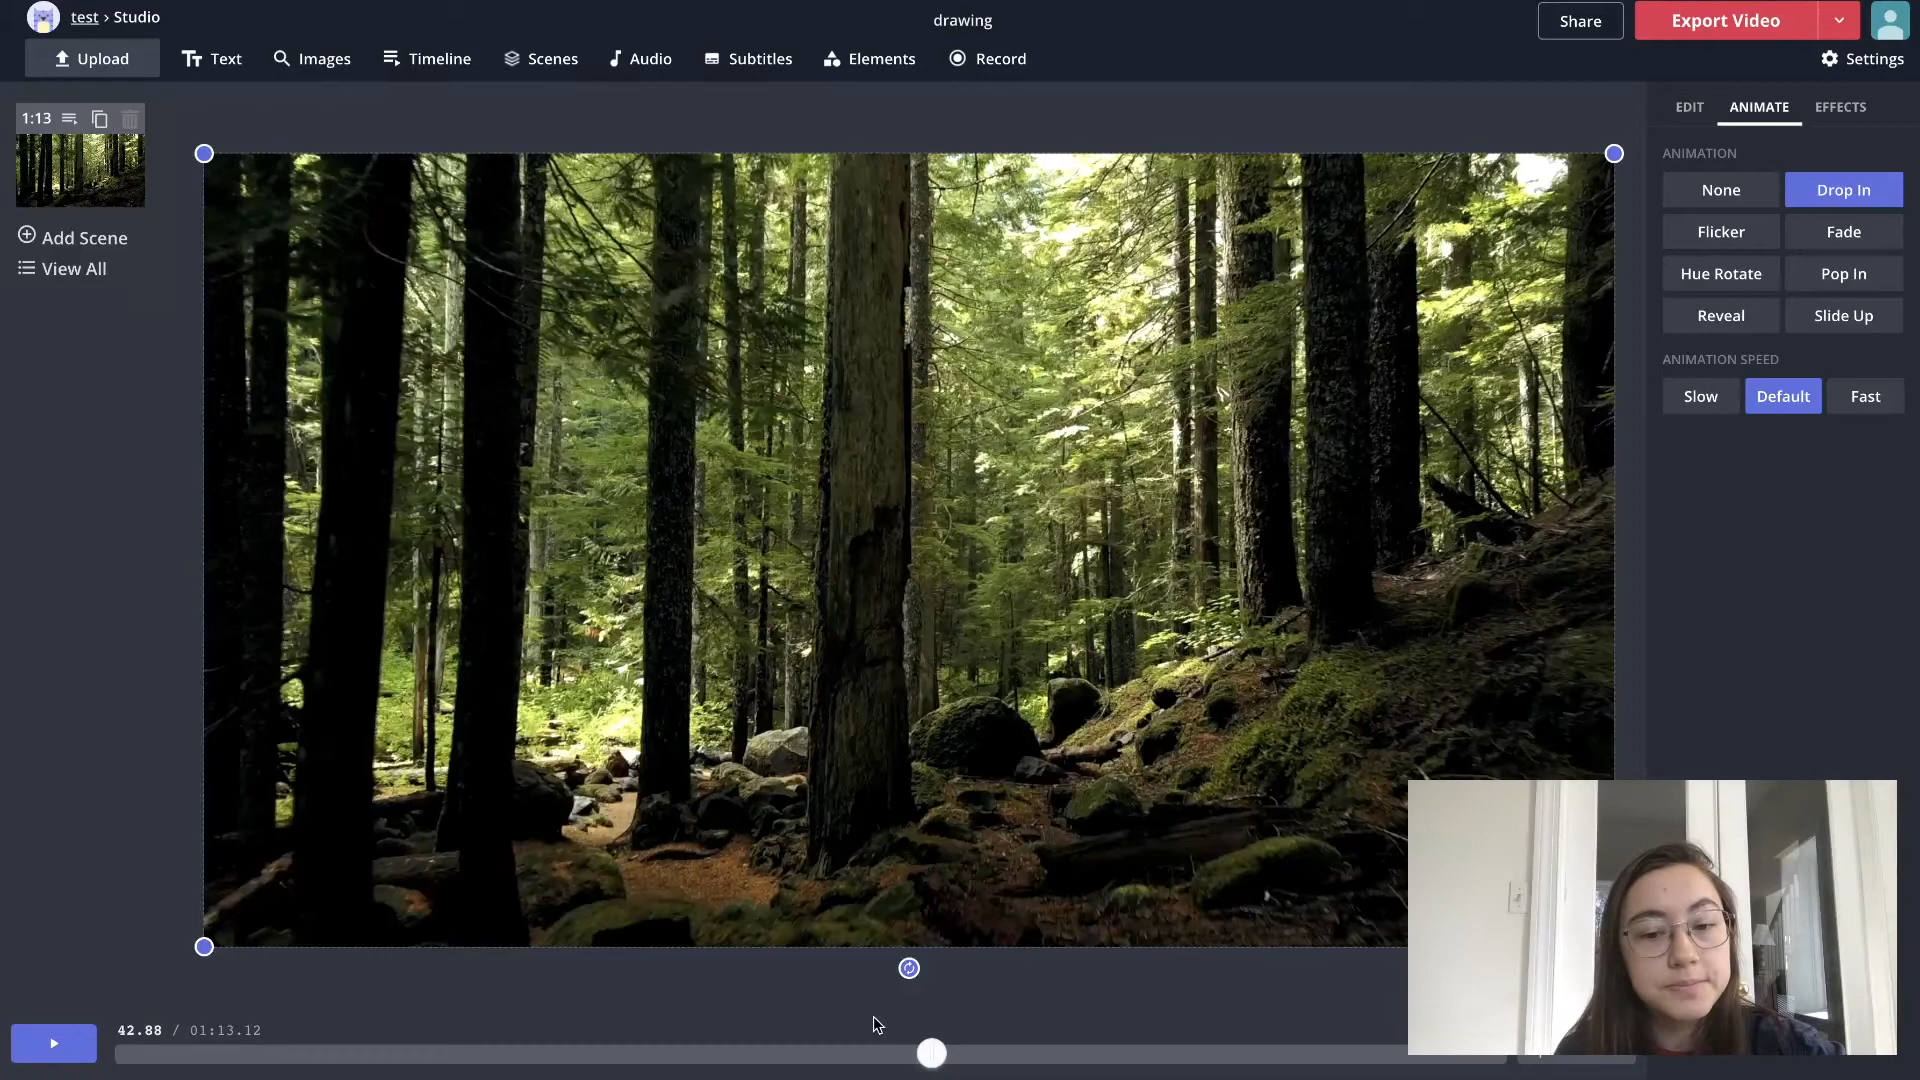 test › Studio
drawing
Share
Export Video
Upload
Text
Images
Timeline
Scenes
Audio
Subtitles
Elements
Record
Settings
1:13
Add Scene
View All
EDIT
ANIMATE
EFFECTS
ANIMATION
None
Drop In
Flicker
Fade
Hue Rotate
Pop In
Reveal
Slide Up
ANIMATION SPEED
Slow
Default
Fast
42.88 / 01:13.12